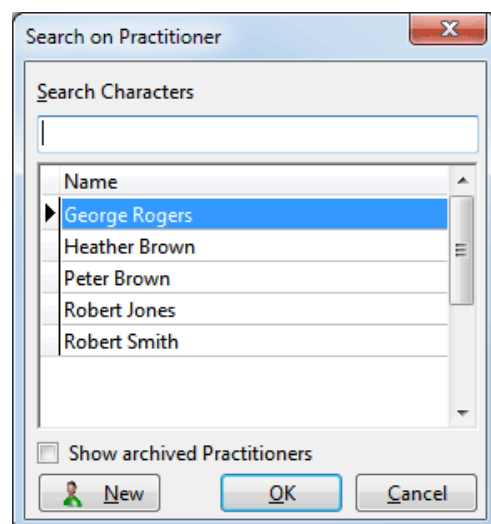 Search on Practitioner
Search Characters
Name
George Rogers
Heather Brown
Peter Brown
Robert Jones
Robert Smith
Show archived Practitioners
New OK Cancel